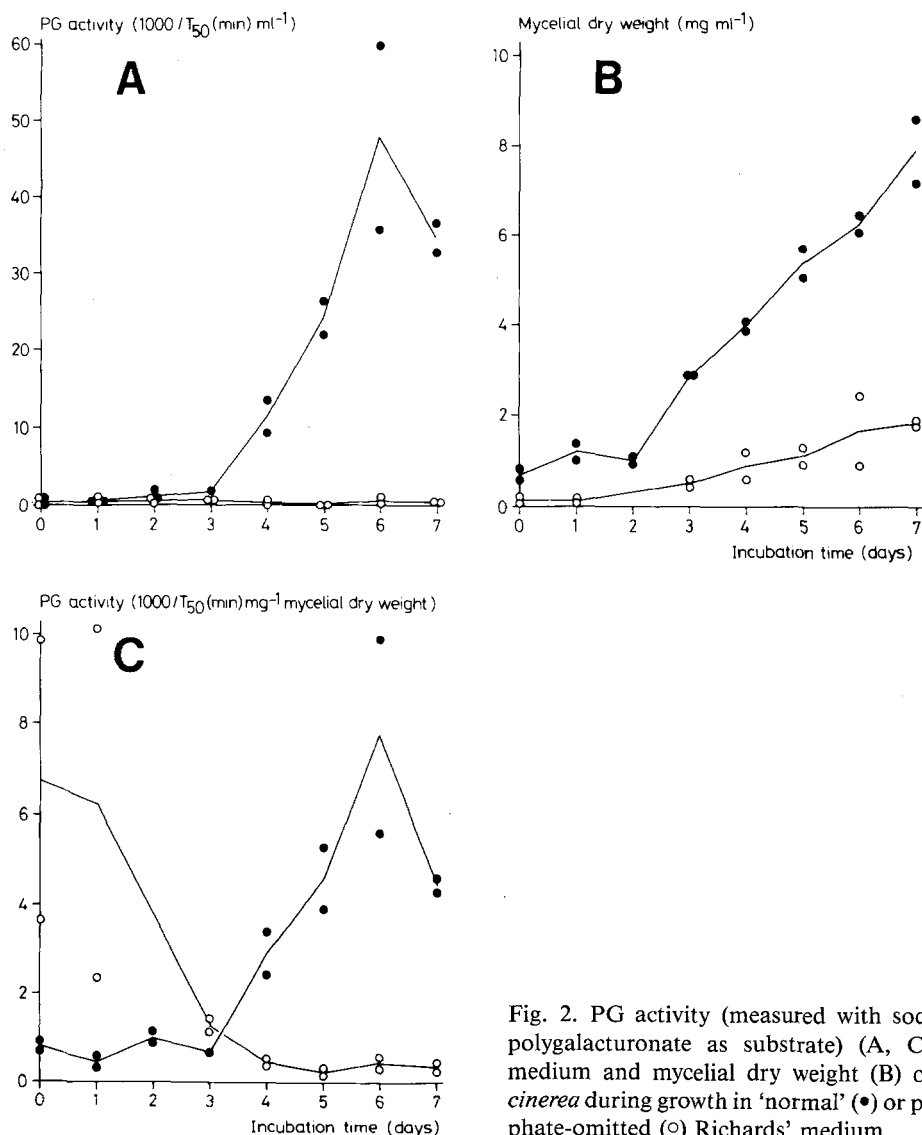 PG activity (1000/T50(min) ml-1)
A
60
50
40
30
20
10
0
0 1 2 3 4 5 6 7
Mycelial dry weight (mg ml-1)
B
10
8
6
4
2
0
0 1 2 3 4 5 6 7
Incubation time (days)
PG activity (1000/T50(min) mg-1 mycelial dry weight)
C
10
8
6
4
2
0
0 1 2 3 4 5 6 7
Incubation time (days)
Fig. 2. PG activity (measured with soc
polygalacturonate as substrate) (A, C
medium and mycelial dry weight (B) c
cinerea during growth in 'normal' (●) or p
phate-omitted (○) Richards' medium.